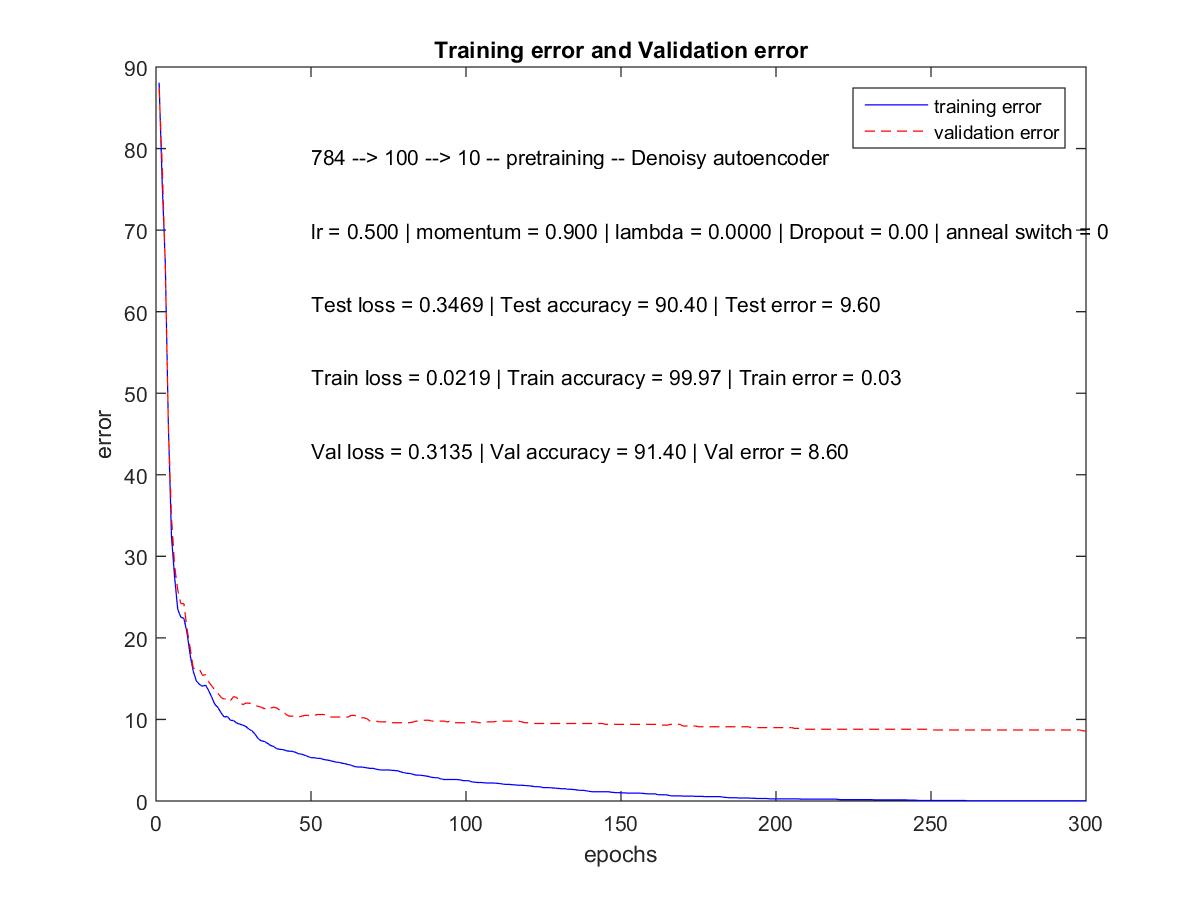 Training error and Validation error
90
training error
validation error
80
784 --> 100 --> 10 -- pretraining -- Denoisy autoencoder
70
lr = 0.500 | momentum = 0.900 | lambda = 0.0000 | Dropout = 0.00 | anneal switch = 0
60
Test loss = 0.3469 | Test accuracy = 90.40 | Test error = 9.60
50
Train loss = 0.0219 | Train accuracy = 99.97 | Train error = 0.03
error
40
Val loss = 0.3135 | Val accuracy = 91.40 | Val error = 8.60
30
20
10
0
0 50 100 150 200 250 300
epochs